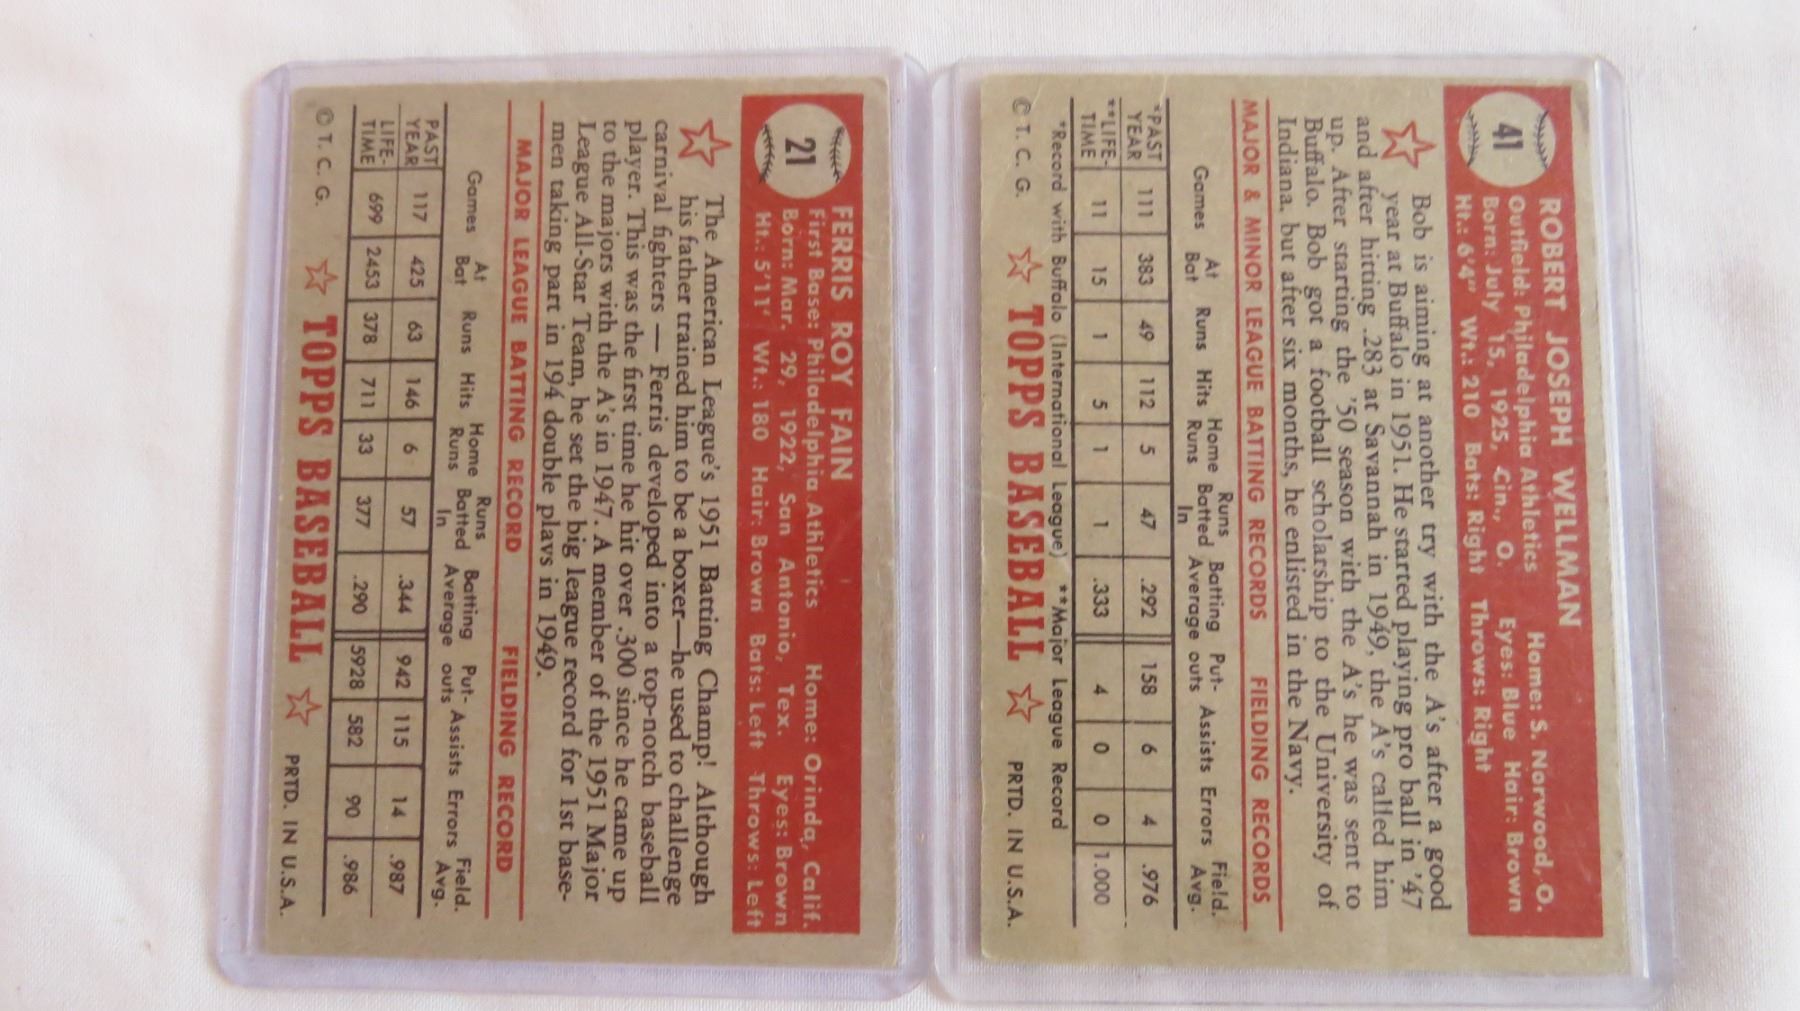 41
ROBERT JOSEPH WELLMAN
Outfield: Philadelphia Athletics Home: S. Norwood, O.
Born: July 15, 1925, Cin., O. Eyes: Blue Hair: Brown
Ht.: 6'4" Wt.: 210 Bats: Right Throws: Right
Bob is aiming at another try with the A's after a good
year at Buffalo in 1951. He started playing pro ball in '47
and after hitting .283 at Savannah in 1949, the A's called him
up. After starting the '50 season with the A's he was sent to
Buffalo. Bob got a football scholarship to the University of
Indiana, but after six months, he enlisted in the Navy.
MAJOR & MINOR LEAGUE BATTING RECORDS FIELDING RECORDS
Games At Bat Runs Hits Home Runs Runs Batted In Batting Average Put-outs Assists Errors Field. Avg.
*PAST YEAR 111 383 49 112 5 47 .292 158 6 4 .976
**LIFE-TIME 11 15 1 5 1 1 .333 4 0 0 1.000
*Record with Buffalo (International League) **Major League Record
© T. C. G. TOPPS BASEBALL PRTD. IN U.S.A.
21
FERRIS ROY FAIN
First Base: Philadelphia Athletics Home: Orinda, Calif.
Born: Mar. 29, 1922, San Antonio, Tex. Eyes: Brown
Ht.: 5'11" Wt.: 180 Hair: Brown Bats: Left Throws: Left
The American League's 1951 Batting Champ! Although
his father trained him to be a boxer—he used to challenge
carnival fighters — Ferris developed into a top-notch baseball
player. This was the first time he hit over .300 since he came up
to the majors with the A's in 1947. A member of the 1951 Major
League All-Star Team, he set the big league record for 1st base-
men taking part in 194 double plays in 1949.
MAJOR LEAGUE BATTING RECORD FIELDING RECORD
Games At Bat Runs Hits Home Runs Runs Batted In Batting Average Put-outs Assists Errors Field. Avg.
PAST YEAR 117 425 63 146 6 57 .344 942 115 14 .987
LIFE-TIME 699 2453 378 711 33 377 .290 5928 582 90 .986
© T. C. G. TOPPS BASEBALL PRTD. IN U.S.A.